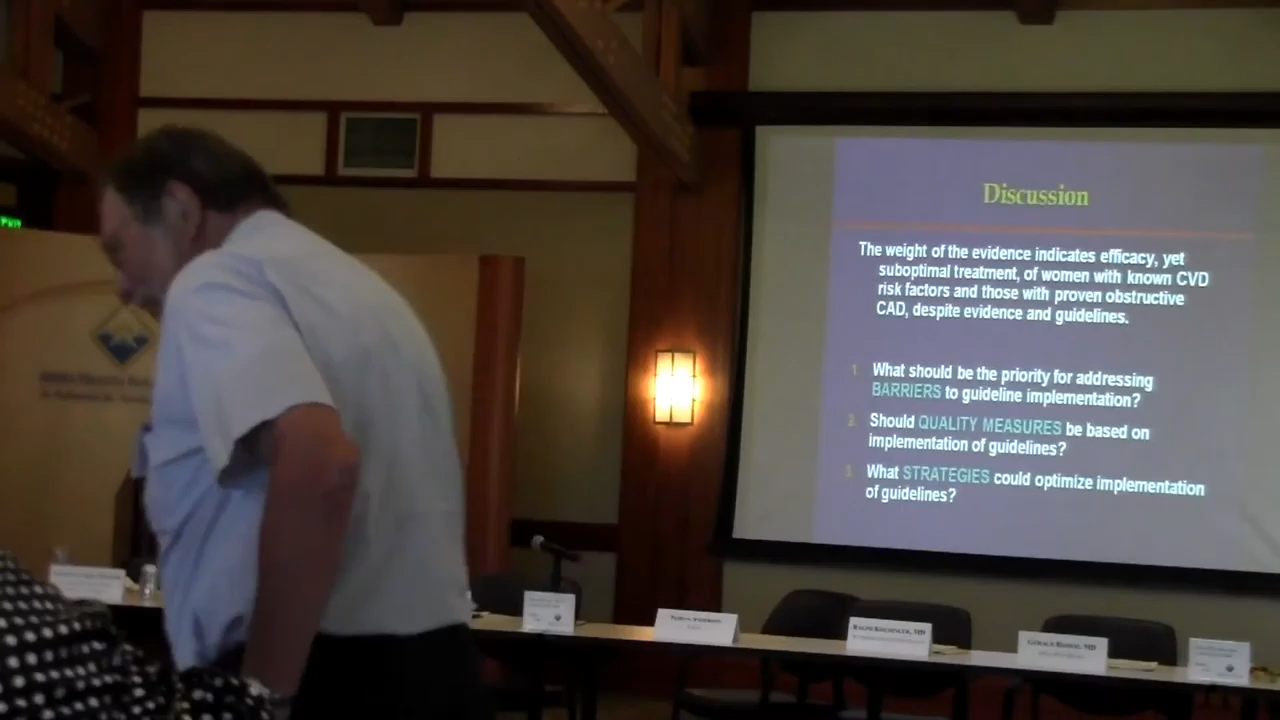 EXIT
Discussion
The weight of the evidence indicates efficacy, yet
suboptimal treatment, of women with known CVD
risk factors and those with proven obstructive
CAD, despite evidence and guidelines.
1. What should be the priority for addressing
BARRIERS to guideline implementation?
2. Should QUALITY MEASURES be based on
implementation of guidelines?
3. What STRATEGIES could optimize implementation
of guidelines?
MD
MD